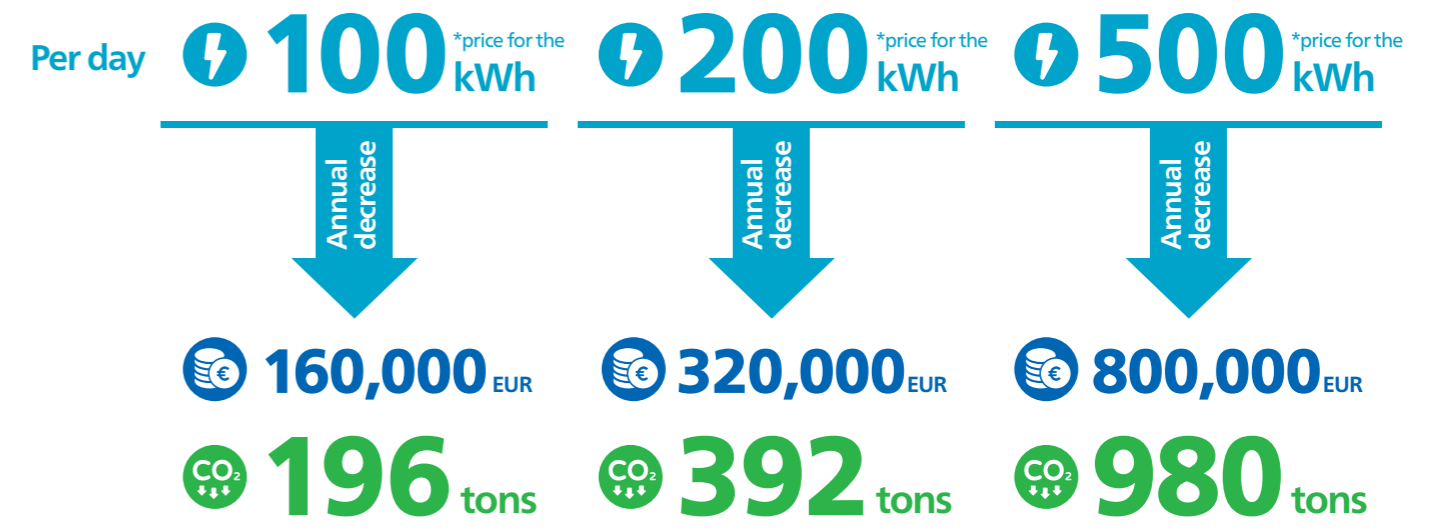 Per day
100 *price for the kWh
200 *price for the kWh
500 *price for the kWh
Annual decrease
Annual decrease
Annual decrease
€ 160,000 EUR
€ 320,000 EUR
€ 800,000 EUR
CO₂ 196 tons
CO₂ 392 tons
CO₂ 980 tons